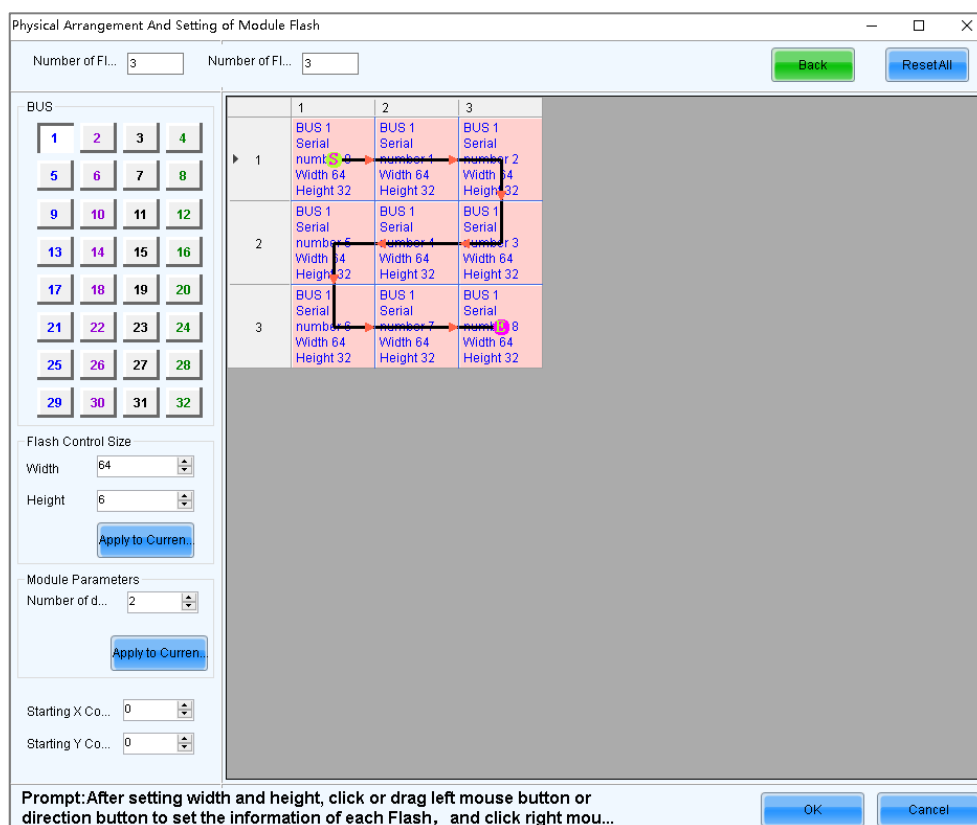 Physical Arrangement And Setting of Module Flash
Number of Fl... 3 Number of Fl... 3 Back ResetAll
BUS
1 2 3 4
5 6 7 8
9 10 11 12
13 14 15 16
17 18 19 20
21 22 23 24
25 26 27 28
29 30 31 32
Flash Control Size
Width 64
Height 6
Apply to Curren...
Module Parameters
Number of d... 2
Apply to Curren...
Starting X Co... 0
Starting Y Co... 0
1 2 3
1
BUS 1 BUS 1 BUS 1
Serial Serial Serial
number 0 number 1 number 2
S
Width 64 Width 64 Width 64
Height 32 Height 32 Height 32
2
BUS 1 BUS 1 BUS 1
Serial Serial Serial
number 5 number 4 number 3
Width 64 Width 64 Width 64
Height 32 Height 32 Height 32
3
BUS 1 BUS 1 BUS 1
Serial Serial Serial
number 6 number 7 number 8
E
Width 64 Width 64 Width 64
Height 32 Height 32 Height 32
Prompt:After setting width and height, click or drag left mouse button or
direction button to set the information of each Flash, and click right mou...
OK Cancel